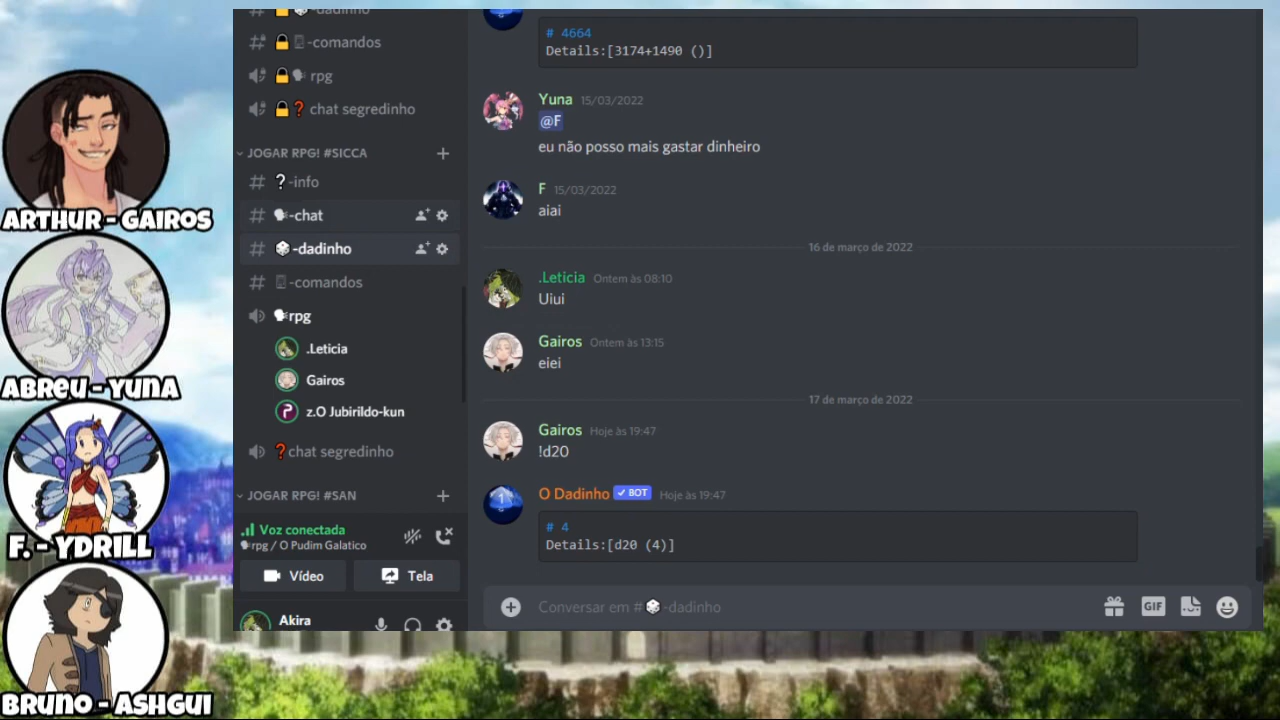 ARTHUR - GAIROS
ABREU - YUNA
F. - YDRILL
BRUNO - ASHGUI
-dadinho
-comandos
rpg
chat segredinho
JOGAR RPG! #SICCA
-info
-chat
-dadinho
-comandos
rpg
.Leticia
Gairos
z.O Jubirildo-kun
chat segredinho
JOGAR RPG! #SAN
Voz conectada
rpg / O Pudim Galatico
Vídeo
Tela
Akira
# 4664
Details:[3174+1490 ()]
Yuna 15/03/2022
@F
eu não posso mais gastar dinheiro
F 15/03/2022
aiai
16 de março de 2022
.Leticia Ontem às 08:10
Uiui
Gairos Ontem às 13:15
eiei
17 de março de 2022
Gairos Hoje às 19:47
!d20
O Dadinho BOT Hoje às 19:47
# 4
Details:[d20 (4)]
Conversar em # -dadinho
GIF